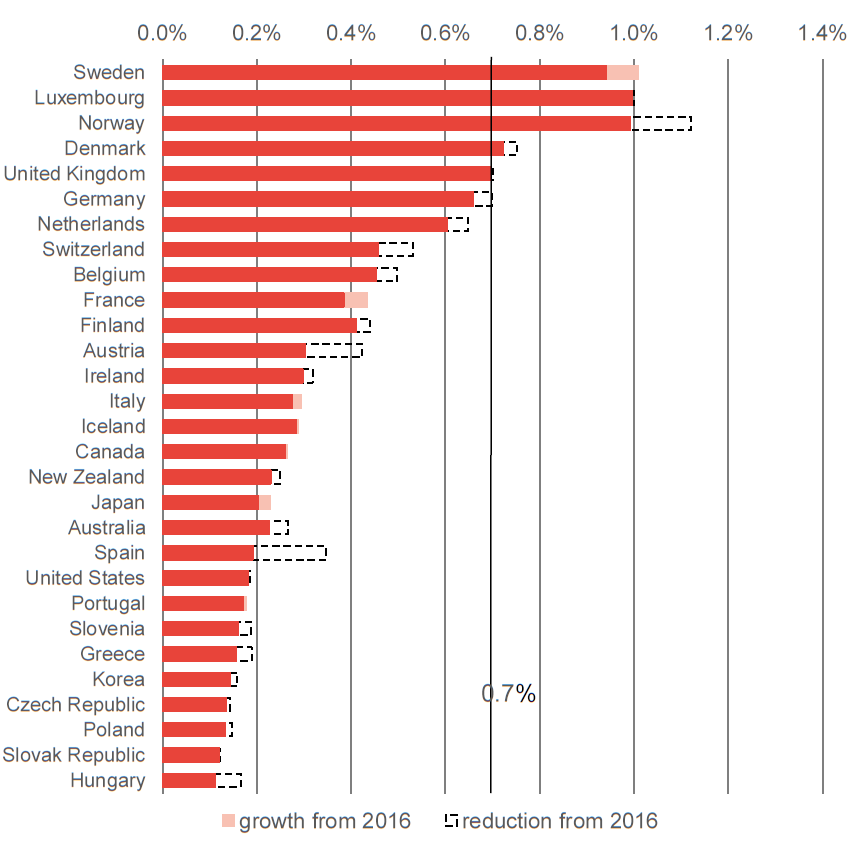 0.0% 0.2% 0.4% 0.6% 0.8% 1.0% 1.2% 1.4%
Sweden
Luxembourg
Norway
Denmark
United Kingdom
Germany
Netherlands
Switzerland
Belgium
France
Finland
Austria
Ireland
Italy
Iceland
Canada
New Zealand
Japan
Australia
Spain
United States
Portugal
Slovenia
Greece
Korea
0.7%
Czech Republic
Poland
Slovak Republic
Hungary
growth from 2016 reduction from 2016